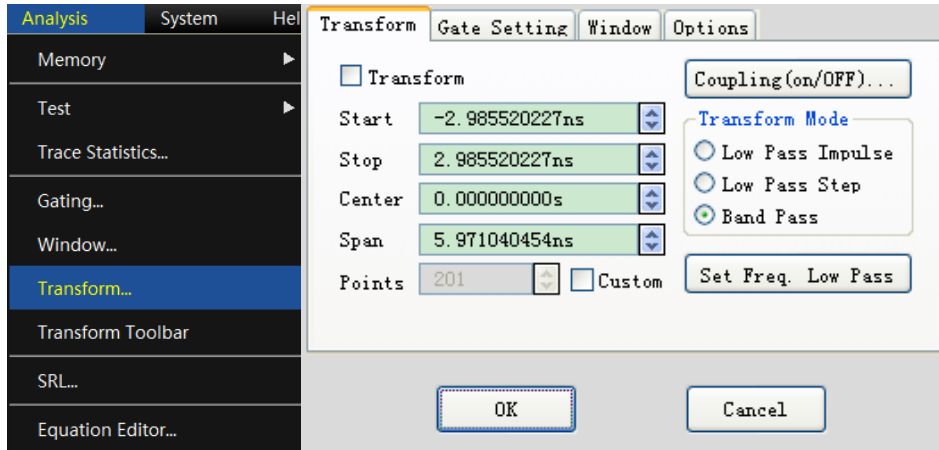 Analysis System Hel
Memory
Test
Trace Statistics...
Gating...
Window...
Transform...
Transform Toolbar
SRL...
Equation Editor...
Transform Gate Setting Window Options
Transform
Start -2.985520227ns
Stop 2.985520227ns
Center 0.000000000s
Span 5.971040454ns
Points 201 Custom
Coupling(on/OFF)...
Transform Mode
Low Pass Impulse
Low Pass Step
Band Pass
Set Freq. Low Pass
OK Cancel